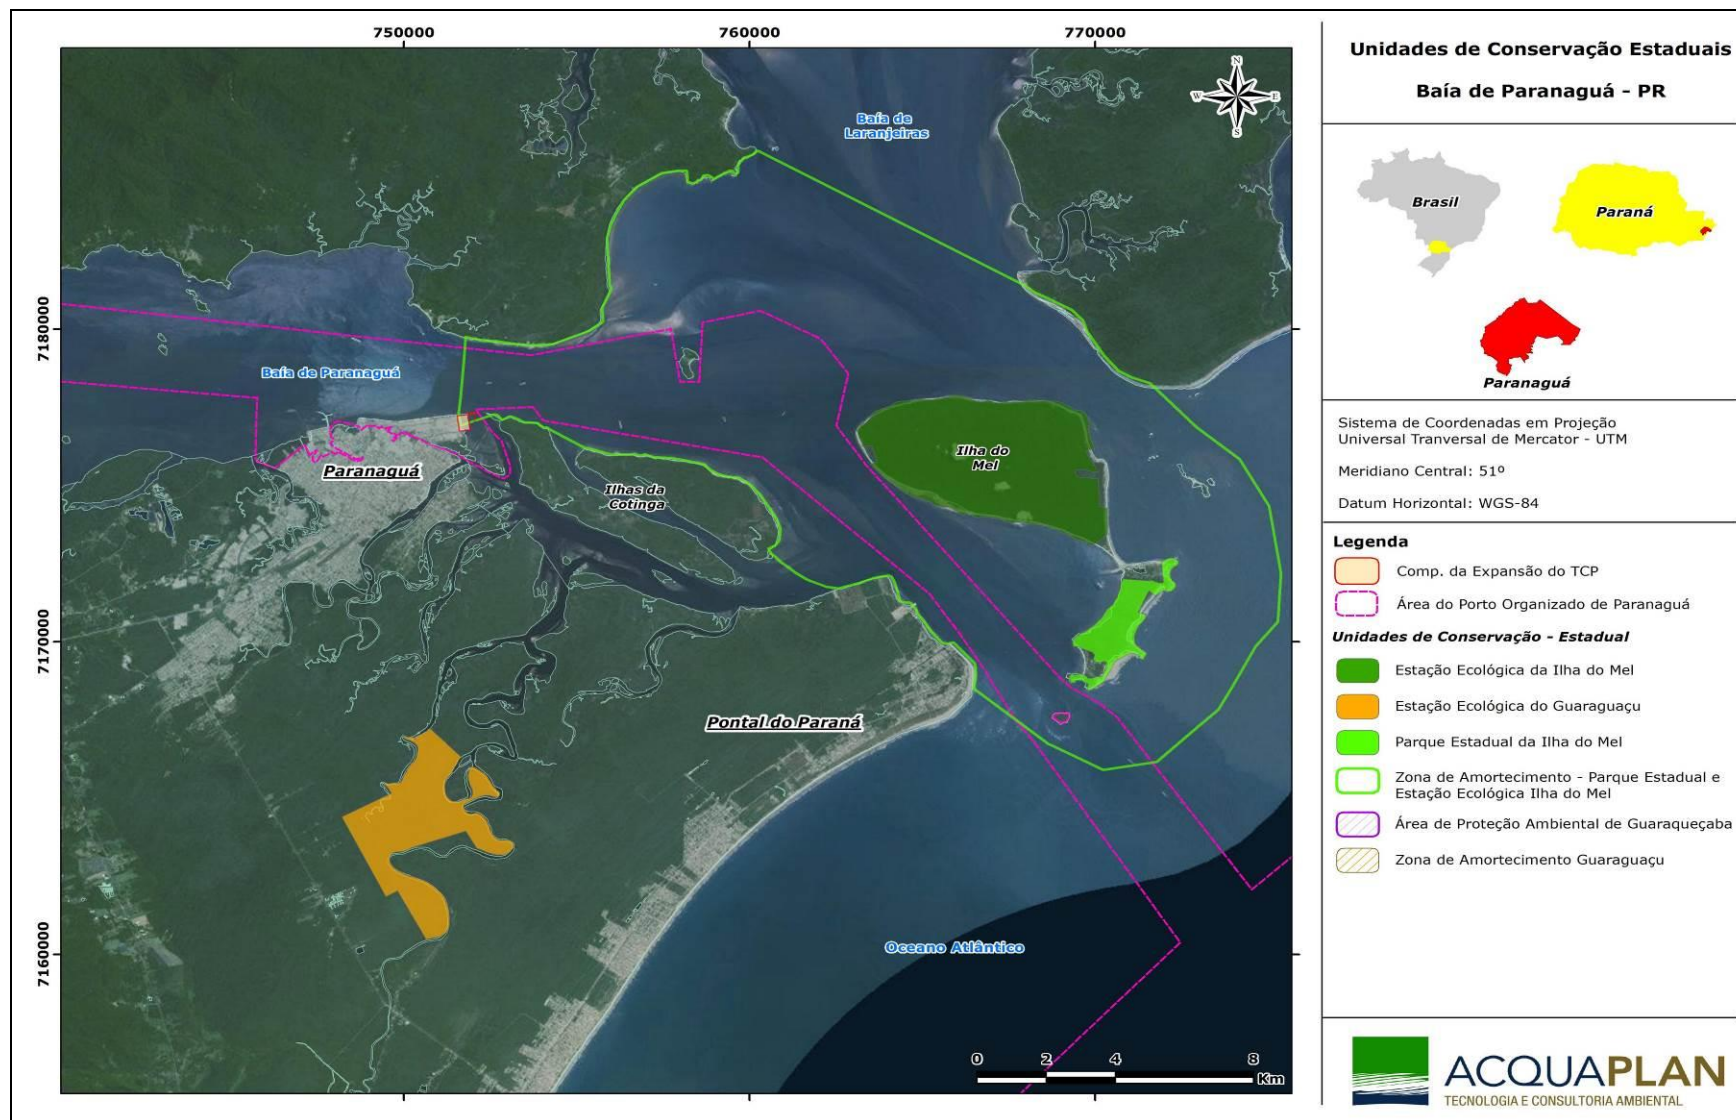 750000
760000
770000
7180000
7170000
7160000
N
W
E
S
Baía de
Laranjeiras
Baía de Paranaguá
Paranaguá
Ilhas da
Cotinga
Ilha do
Mel
Pontal do Paraná
Oceano Atlântico
0 2 4 8
Km
Unidades de Conservação Estaduais
Baía de Paranaguá - PR
Brasil
Paraná
Paranaguá
Sistema de Coordenadas em Projeção
Universal Tranversal de Mercator - UTM
Meridiano Central: 51º
Datum Horizontal: WGS-84
Legenda
Comp. da Expansão do TCP
Área do Porto Organizado de Paranaguá
Unidades de Conservação - Estadual
Estação Ecológica da Ilha do Mel
Estação Ecológica do Guaraguaçu
Parque Estadual da Ilha do Mel
Zona de Amortecimento - Parque Estadual e
Estação Ecológica Ilha do Mel
Área de Proteção Ambiental de Guaraqueçaba
Zona de Amortecimento Guaraguaçu
ACQUAPLAN
TECNOLOGIA E CONSULTORIA AMBIENTAL